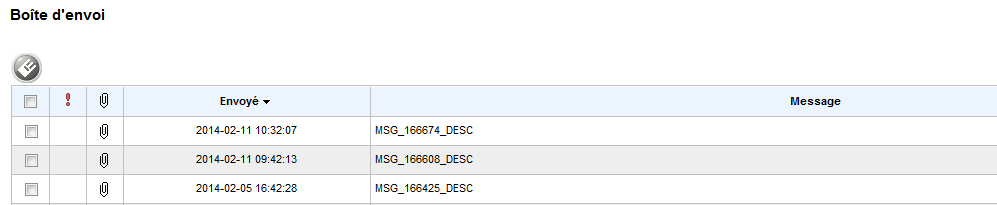 Boîte d'envoi
Envoyé Message
2014-02-11 10:32:07 MSG_166674_DESC
2014-02-11 09:42:13 MSG_166608_DESC
2014-02-05 16:42:28 MSG_166425_DESC